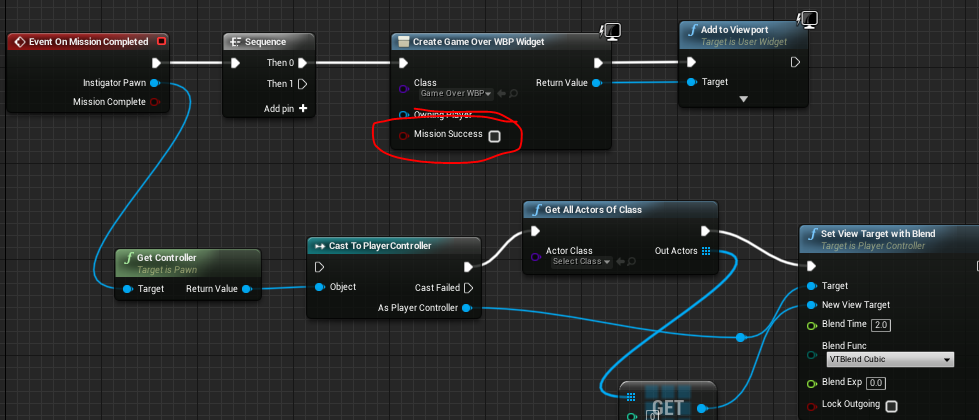 Event On Mission Completed
Instigator Pawn
Mission Complete
Sequence
Then 0
Then 1
Add pin
Create Game Over WBP Widget
Class
Game Over WBP
Return Value
Owning Player
Mission Success
Add to Viewport
Target is User Widget
Target
Get Controller
Target is Pawn
Target
Return Value
Cast To PlayerController
Object
Cast Failed
As Player Controller
Get All Actors Of Class
Actor Class
Select Class
Out Actors
Set View Target with Blend
Target is Player Controller
Target
New View Target
Blend Time 2.0
Blend Func
VTBlend Cubic
Blend Exp 0.0
Lock Outgoing
GET
0